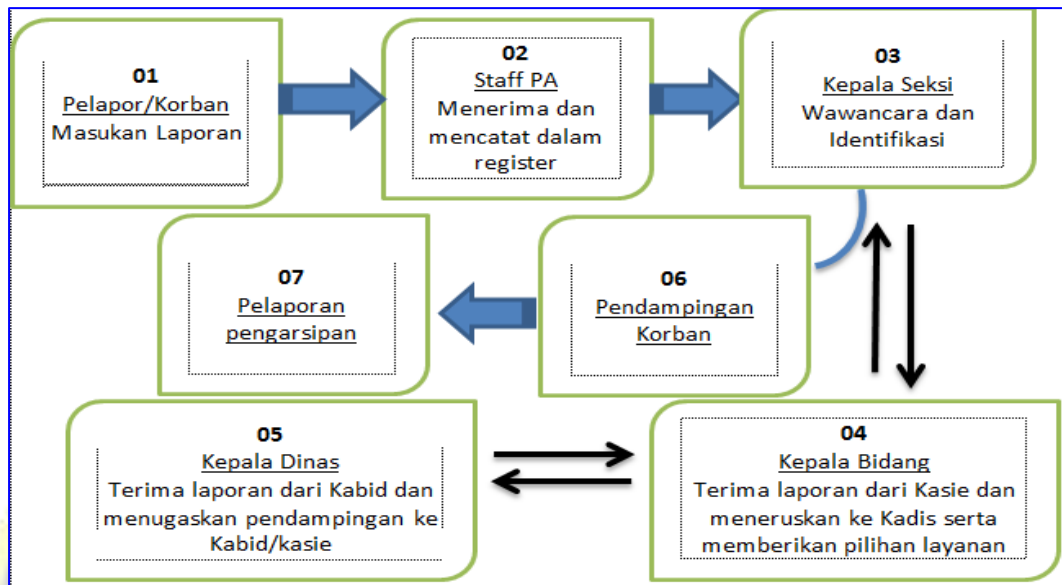 01
Pelapor/Korban
Masukan Laporan
02
Staff PA
Menerima dan
mencatat dalam
register
03
Kepala Seksi
Wawancara dan
Identifikasi
04
Kepala Bidang
Terima laporan dari Kasie dan
meneruskan ke Kadis serta
memberikan pilihan layanan
05
Kepala Dinas
Terima laporan dari Kabid dan
menugaskan pendampingan ke
Kabid/kasie
06
Pendampingan
Korban
07
Pelaporan
pengarsipan